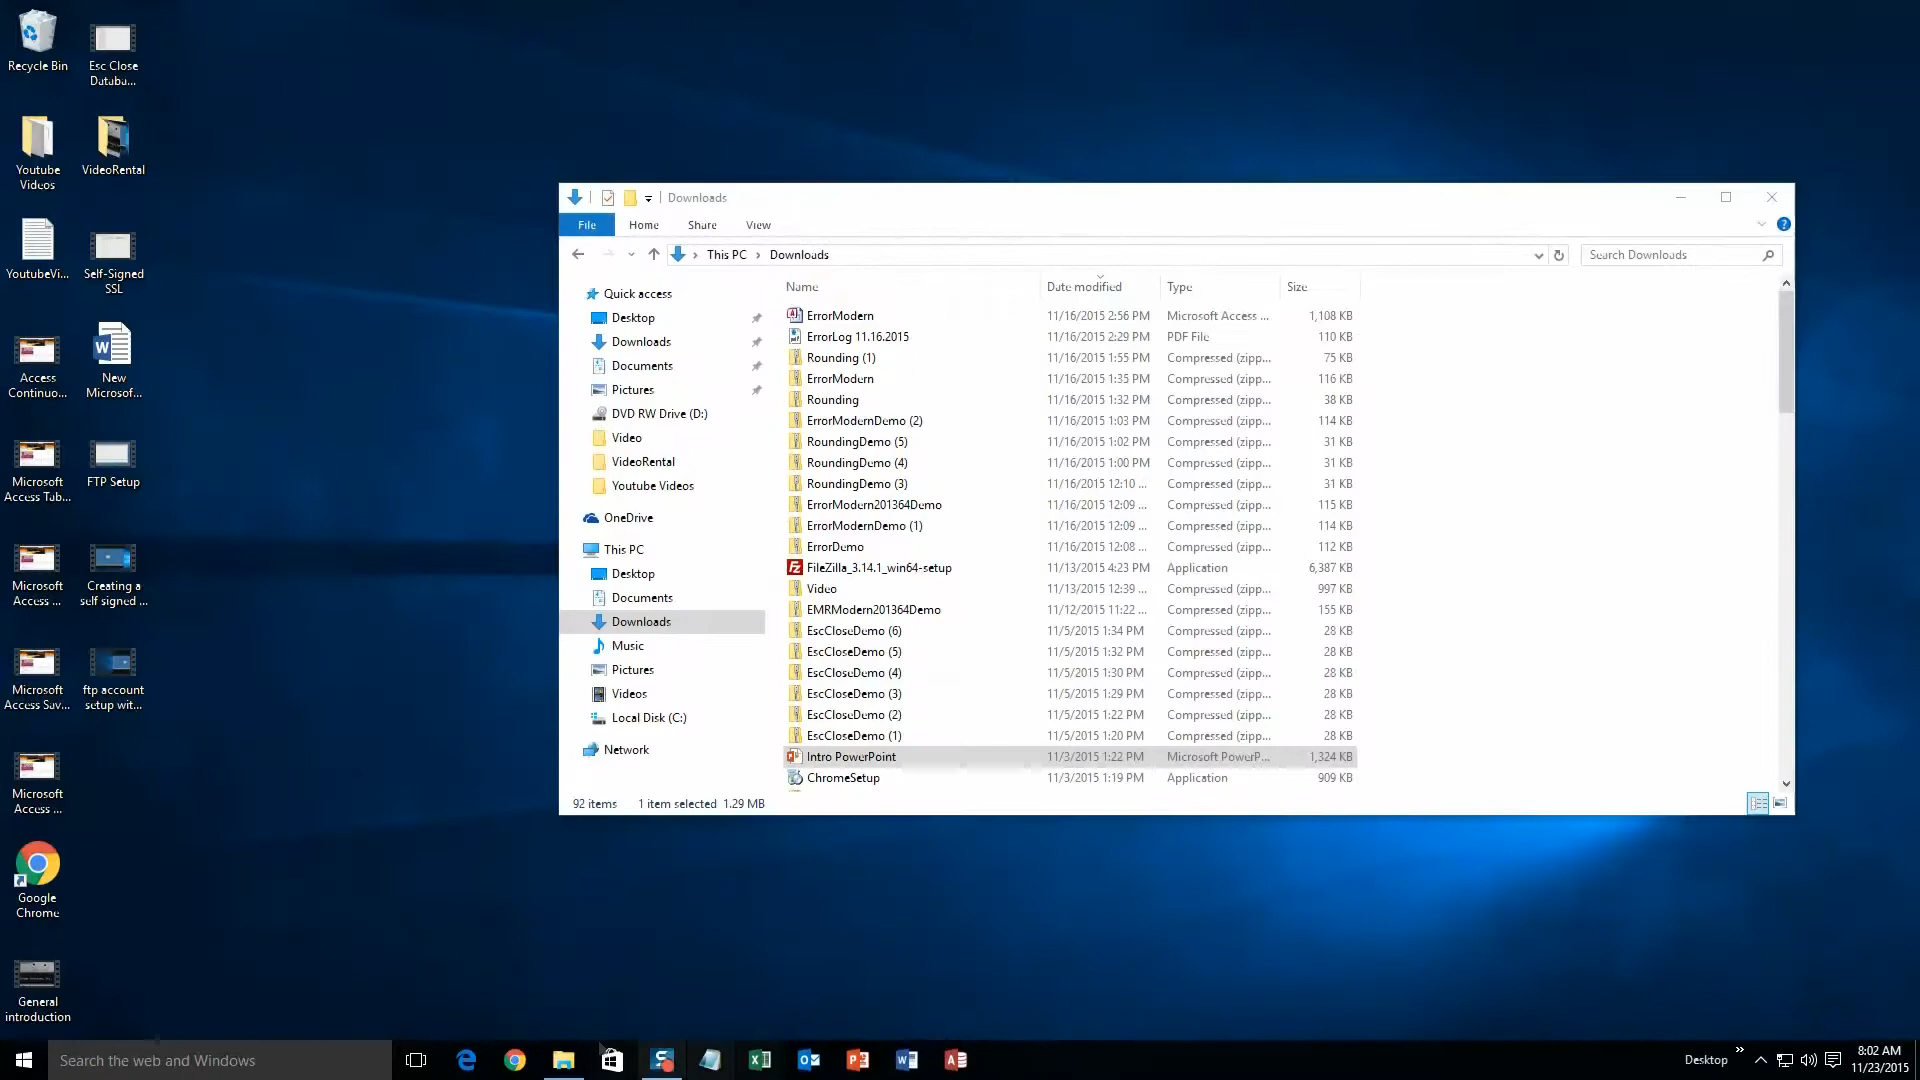 Recycle Bin
Esc Close
Databa...
Youtube
Videos
VideoRental
YoutubeVi...
Self-Signed
SSL
Access
Continuo...
New
Microsof...
Microsoft
Access Tab...
FTP Setup
Microsoft
Access ...
Creating a
self signed ...
Microsoft
Access Sav...
ftp account
setup wit...
Microsoft
Access ...
Google
Chrome
General
introduction
Downloads
File Home Share View
This PC Downloads
Search Downloads
Quick access
Desktop
Downloads
Documents
Pictures
DVD RW Drive (D:)
Video
VideoRental
Youtube Videos
OneDrive
This PC
Desktop
Documents
Downloads
Music
Pictures
Videos
Local Disk (C:)
Network
Name Date modified Type Size
ErrorModern 11/16/2015 2:56 PM Microsoft Access ... 1,108 KB
ErrorLog 11.16.2015 11/16/2015 2:29 PM PDF File 110 KB
Rounding (1) 11/16/2015 1:55 PM Compressed (zipp... 75 KB
ErrorModern 11/16/2015 1:35 PM Compressed (zipp... 116 KB
Rounding 11/16/2015 1:32 PM Compressed (zipp... 38 KB
ErrorModernDemo (2) 11/16/2015 1:03 PM Compressed (zipp... 114 KB
RoundingDemo (5) 11/16/2015 1:02 PM Compressed (zipp... 31 KB
RoundingDemo (4) 11/16/2015 1:00 PM Compressed (zipp... 31 KB
RoundingDemo (3) 11/16/2015 12:10 ... Compressed (zipp... 31 KB
ErrorModern201364Demo 11/16/2015 12:09 ... Compressed (zipp... 115 KB
ErrorModernDemo (1) 11/16/2015 12:09 ... Compressed (zipp... 114 KB
ErrorDemo 11/16/2015 12:08 ... Compressed (zipp... 112 KB
FileZilla_3.14.1_win64-setup 11/13/2015 4:23 PM Application 6,387 KB
Video 11/13/2015 12:39 ... Compressed (zipp... 997 KB
EMRModern201364Demo 11/12/2015 11:22 ... Compressed (zipp... 155 KB
EscCloseDemo (6) 11/5/2015 1:34 PM Compressed (zipp... 28 KB
EscCloseDemo (5) 11/5/2015 1:32 PM Compressed (zipp... 28 KB
EscCloseDemo (4) 11/5/2015 1:30 PM Compressed (zipp... 28 KB
EscCloseDemo (3) 11/5/2015 1:29 PM Compressed (zipp... 28 KB
EscCloseDemo (2) 11/5/2015 1:22 PM Compressed (zipp... 28 KB
EscCloseDemo (1) 11/5/2015 1:20 PM Compressed (zipp... 28 KB
Intro PowerPoint 11/3/2015 1:22 PM Microsoft PowerP... 1,324 KB
ChromeSetup 11/3/2015 1:19 PM Application 909 KB
92 items 1 item selected 1.29 MB
Search the web and Windows
Desktop
8:02 AM
11/23/2015